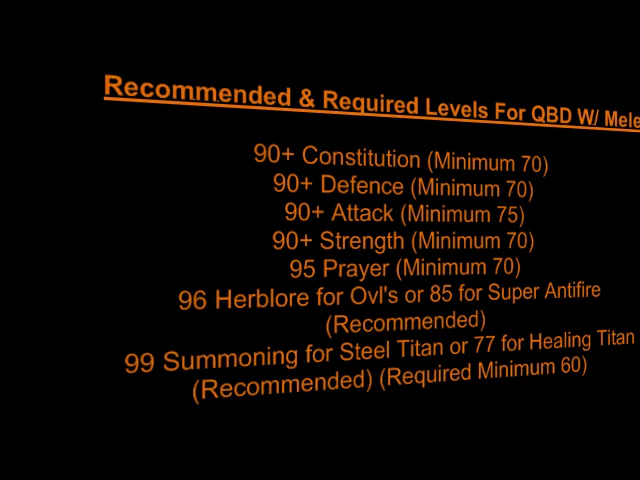 Recommended & Required Levels For QBD W/ Mele
90+ Constitution (Minimum 70)
90+ Defence (Minimum 70)
90+ Attack (Minimum 75)
90+ Strength (Minimum 70)
95 Prayer (Minimum 70)
96 Herblore for Ovl's or 85 for Super Antifire
(Recommended)
99 Summoning for Steel Titan or 77 for Healing Titan
(Recommended) (Required Minimum 60)